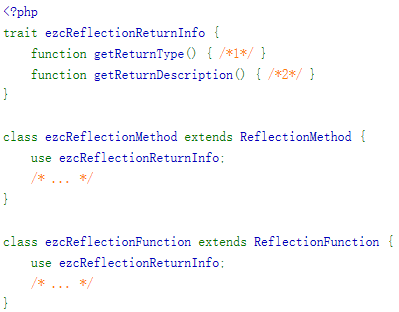 <?php
trait ezcReflectionReturnInfo {
    function getReturnType() { /*1*/ }
    function getReturnDescription() { /*2*/ }
}

class ezcReflectionMethod extends ReflectionMethod {
    use ezcReflectionReturnInfo;
    /* ... */
}

class ezcReflectionFunction extends ReflectionFunction {
    use ezcReflectionReturnInfo;
    /* ... */
}